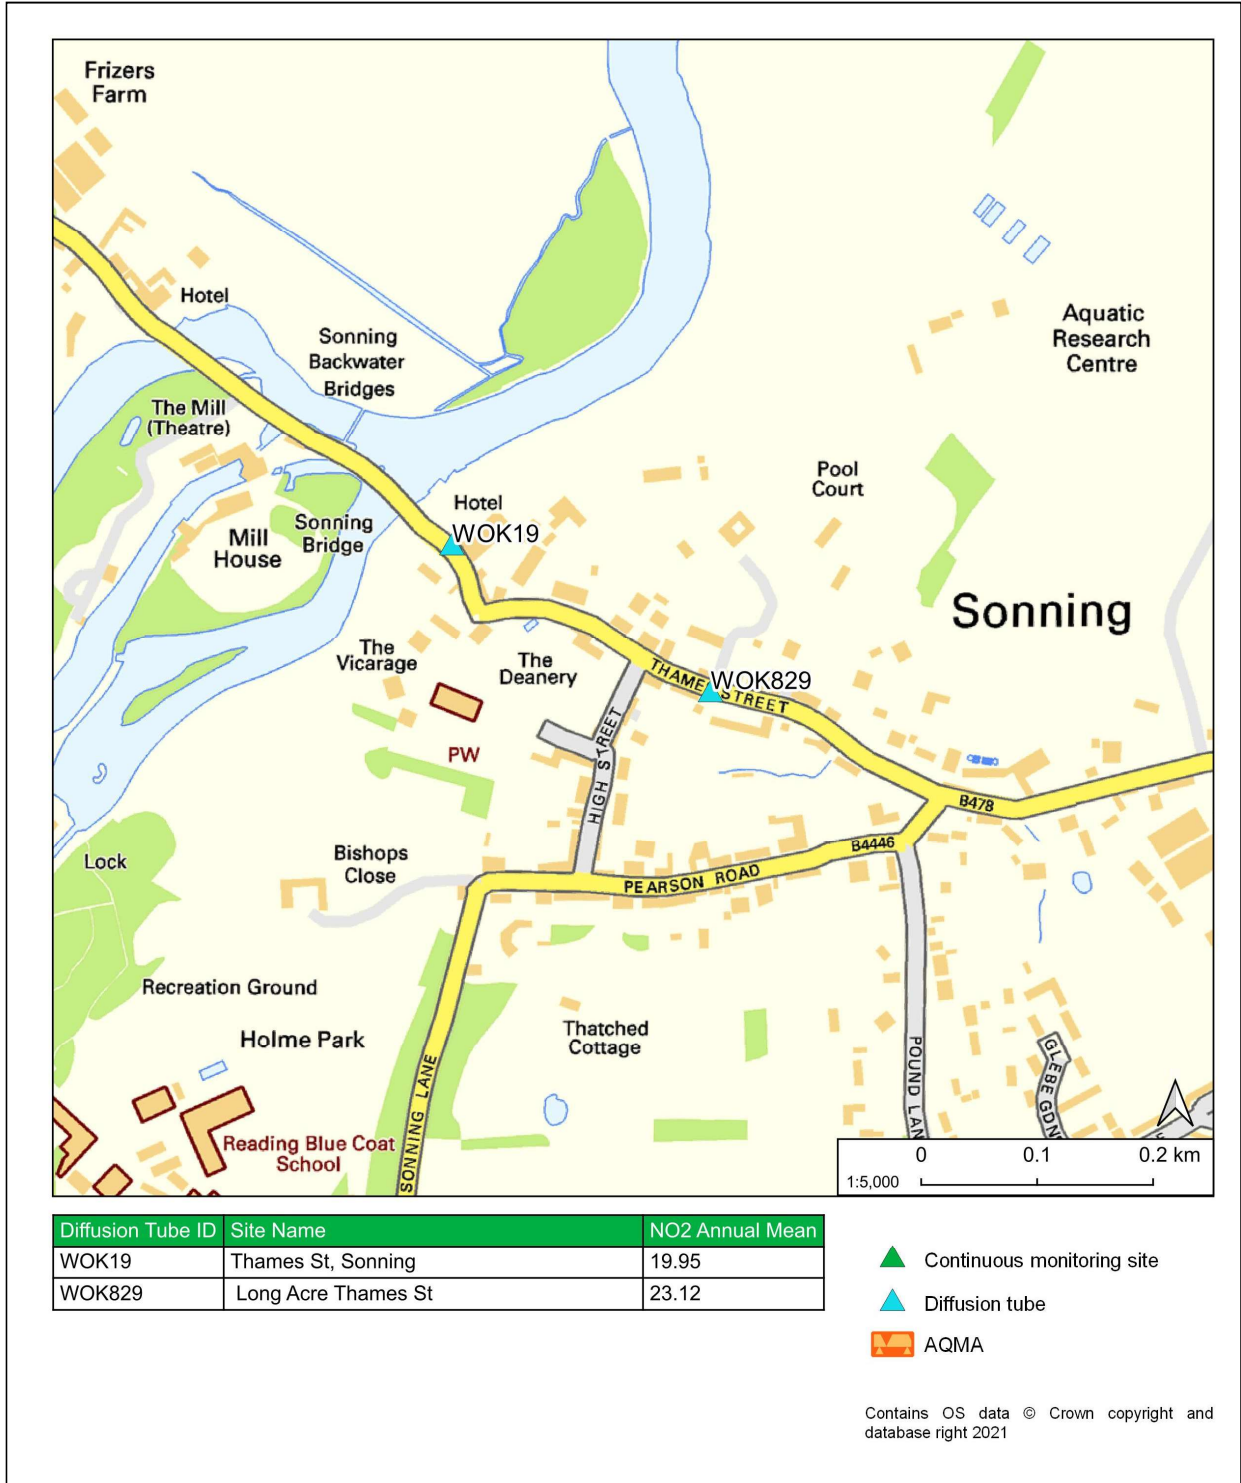 Frizers
Farm
Hotel
Sonning
Backwater
Bridges
Aquatic
Research
Centre
The Mill
(Theatre)
Pool
Court
Hotel
WOK19
Sonning
Bridge
Mill
House
Sonning
The
Vicarage
The
Deanery
THAMES STREET
WOK829
HIGH STREET
PW
B478
B4446
Lock
Bishops
Close
PEARSON ROAD
Recreation Ground
Holme Park
Thatched
Cottage
SONNING LANE
POUND LAN
GLEBE GDN
Reading Blue Coat
School
0 0.1 0.2 km
1:5,000
Diffusion Tube ID Site Name NO2 Annual Mean
WOK19 Thames St, Sonning 19.95
WOK829 Long Acre Thames St 23.12
Continuous monitoring site
Diffusion tube
AQMA
Contains OS data © Crown copyright and
database right 2021